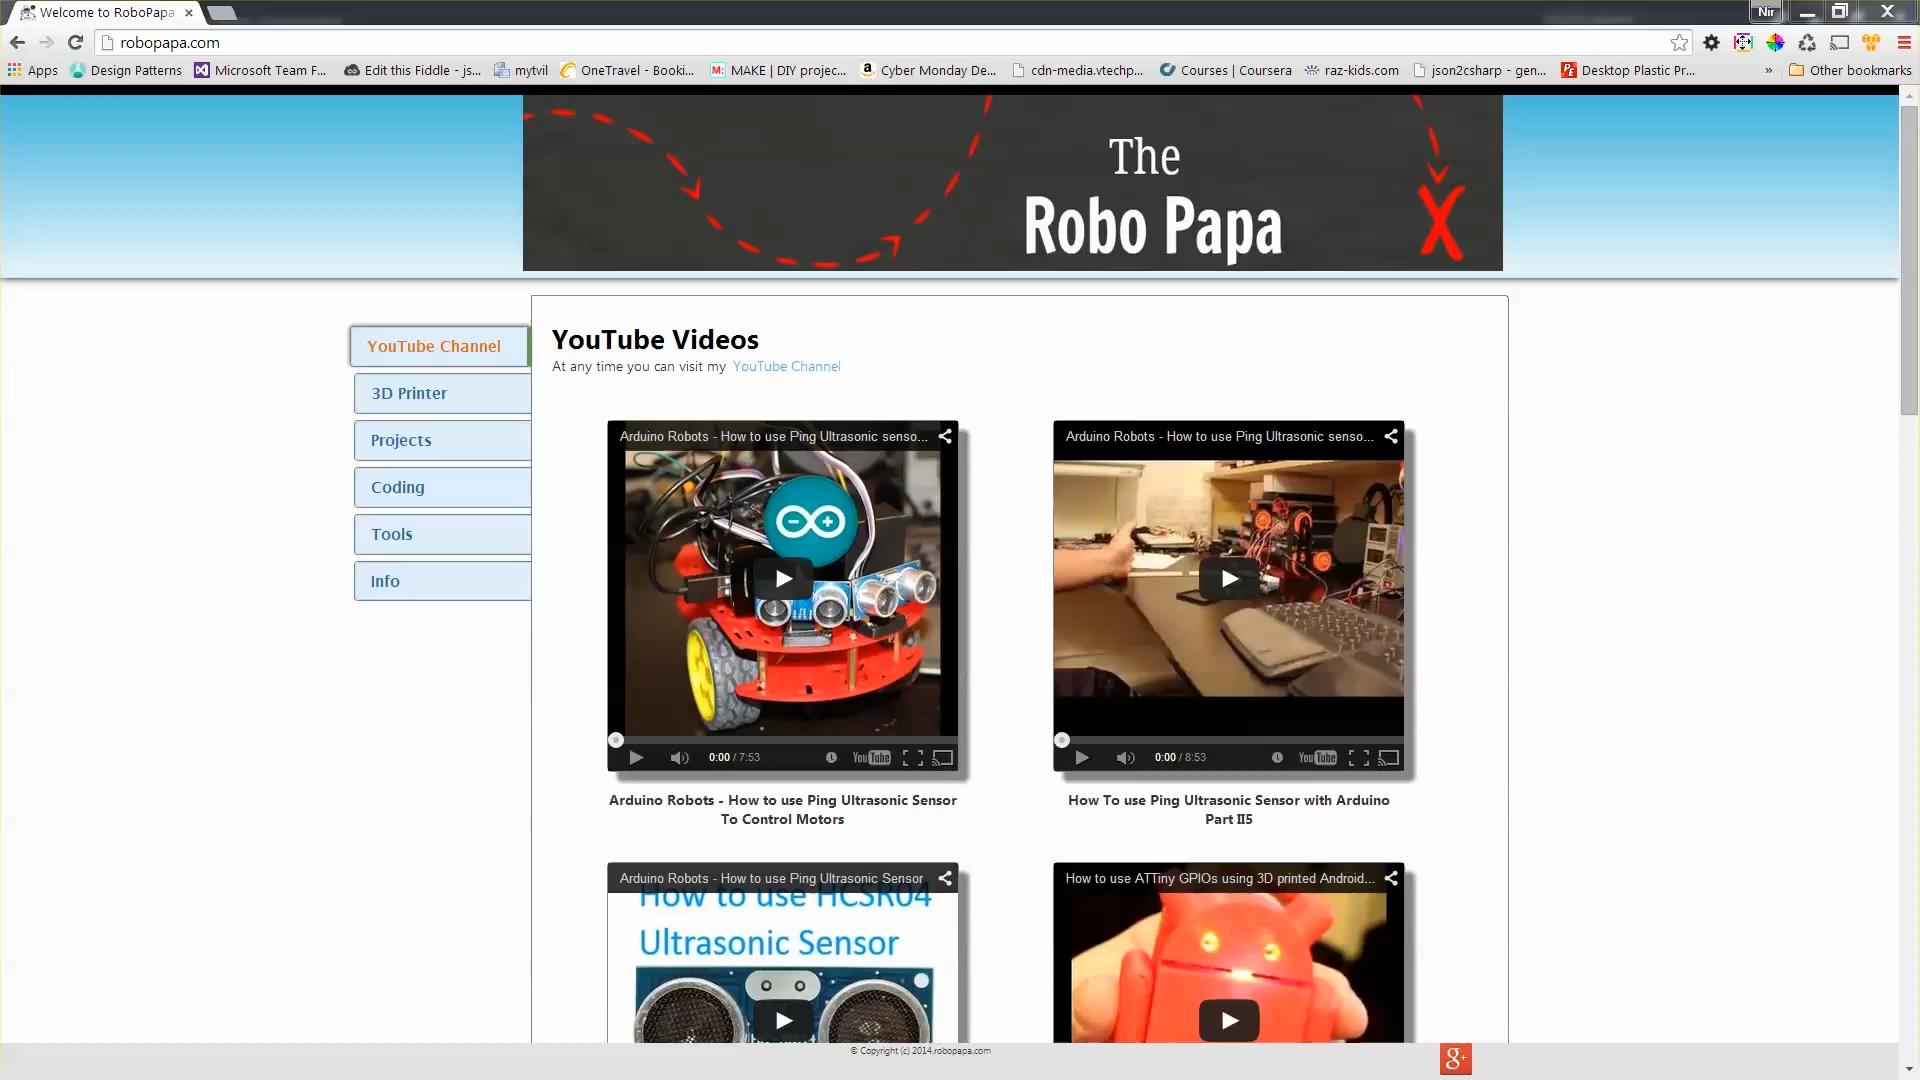 Welcome to RoboPapa
Nir
robopapa.com
Apps
Design Patterns
Microsoft Team F...
Edit this Fiddle - js...
mytvil
OneTravel - Booki...
M:
MAKE | DIY projec...
Cyber Monday De...
cdn-media.vtechp...
Courses | Coursera
raz-kids.com
json2csharp - gen...
PE
Desktop Plastic Pr...
»
Other bookmarks
The
Robo Papa
X
YouTube Channel
3D Printer
Projects
Coding
Tools
Info
YouTube Videos
At any time you can visit my YouTube Channel
Arduino Robots - How to use Ping Ultrasonic senso...
0:00 / 7:53
YouTube
Arduino Robots - How to use Ping Ultrasonic Sensor
To Control Motors
Arduino Robots - How to use Ping Ultrasonic senso...
0:00 / 8:53
YouTube
How To use Ping Ultrasonic Sensor with Arduino
Part II5
Arduino Robots - How to use Ping Ultrasonic Sensor
How to use HCSR04
Ultrasonic Sensor
How to use ATTiny GPIOs using 3D printed Android...
© Copyright (c) 2014,robopapa.com
g+